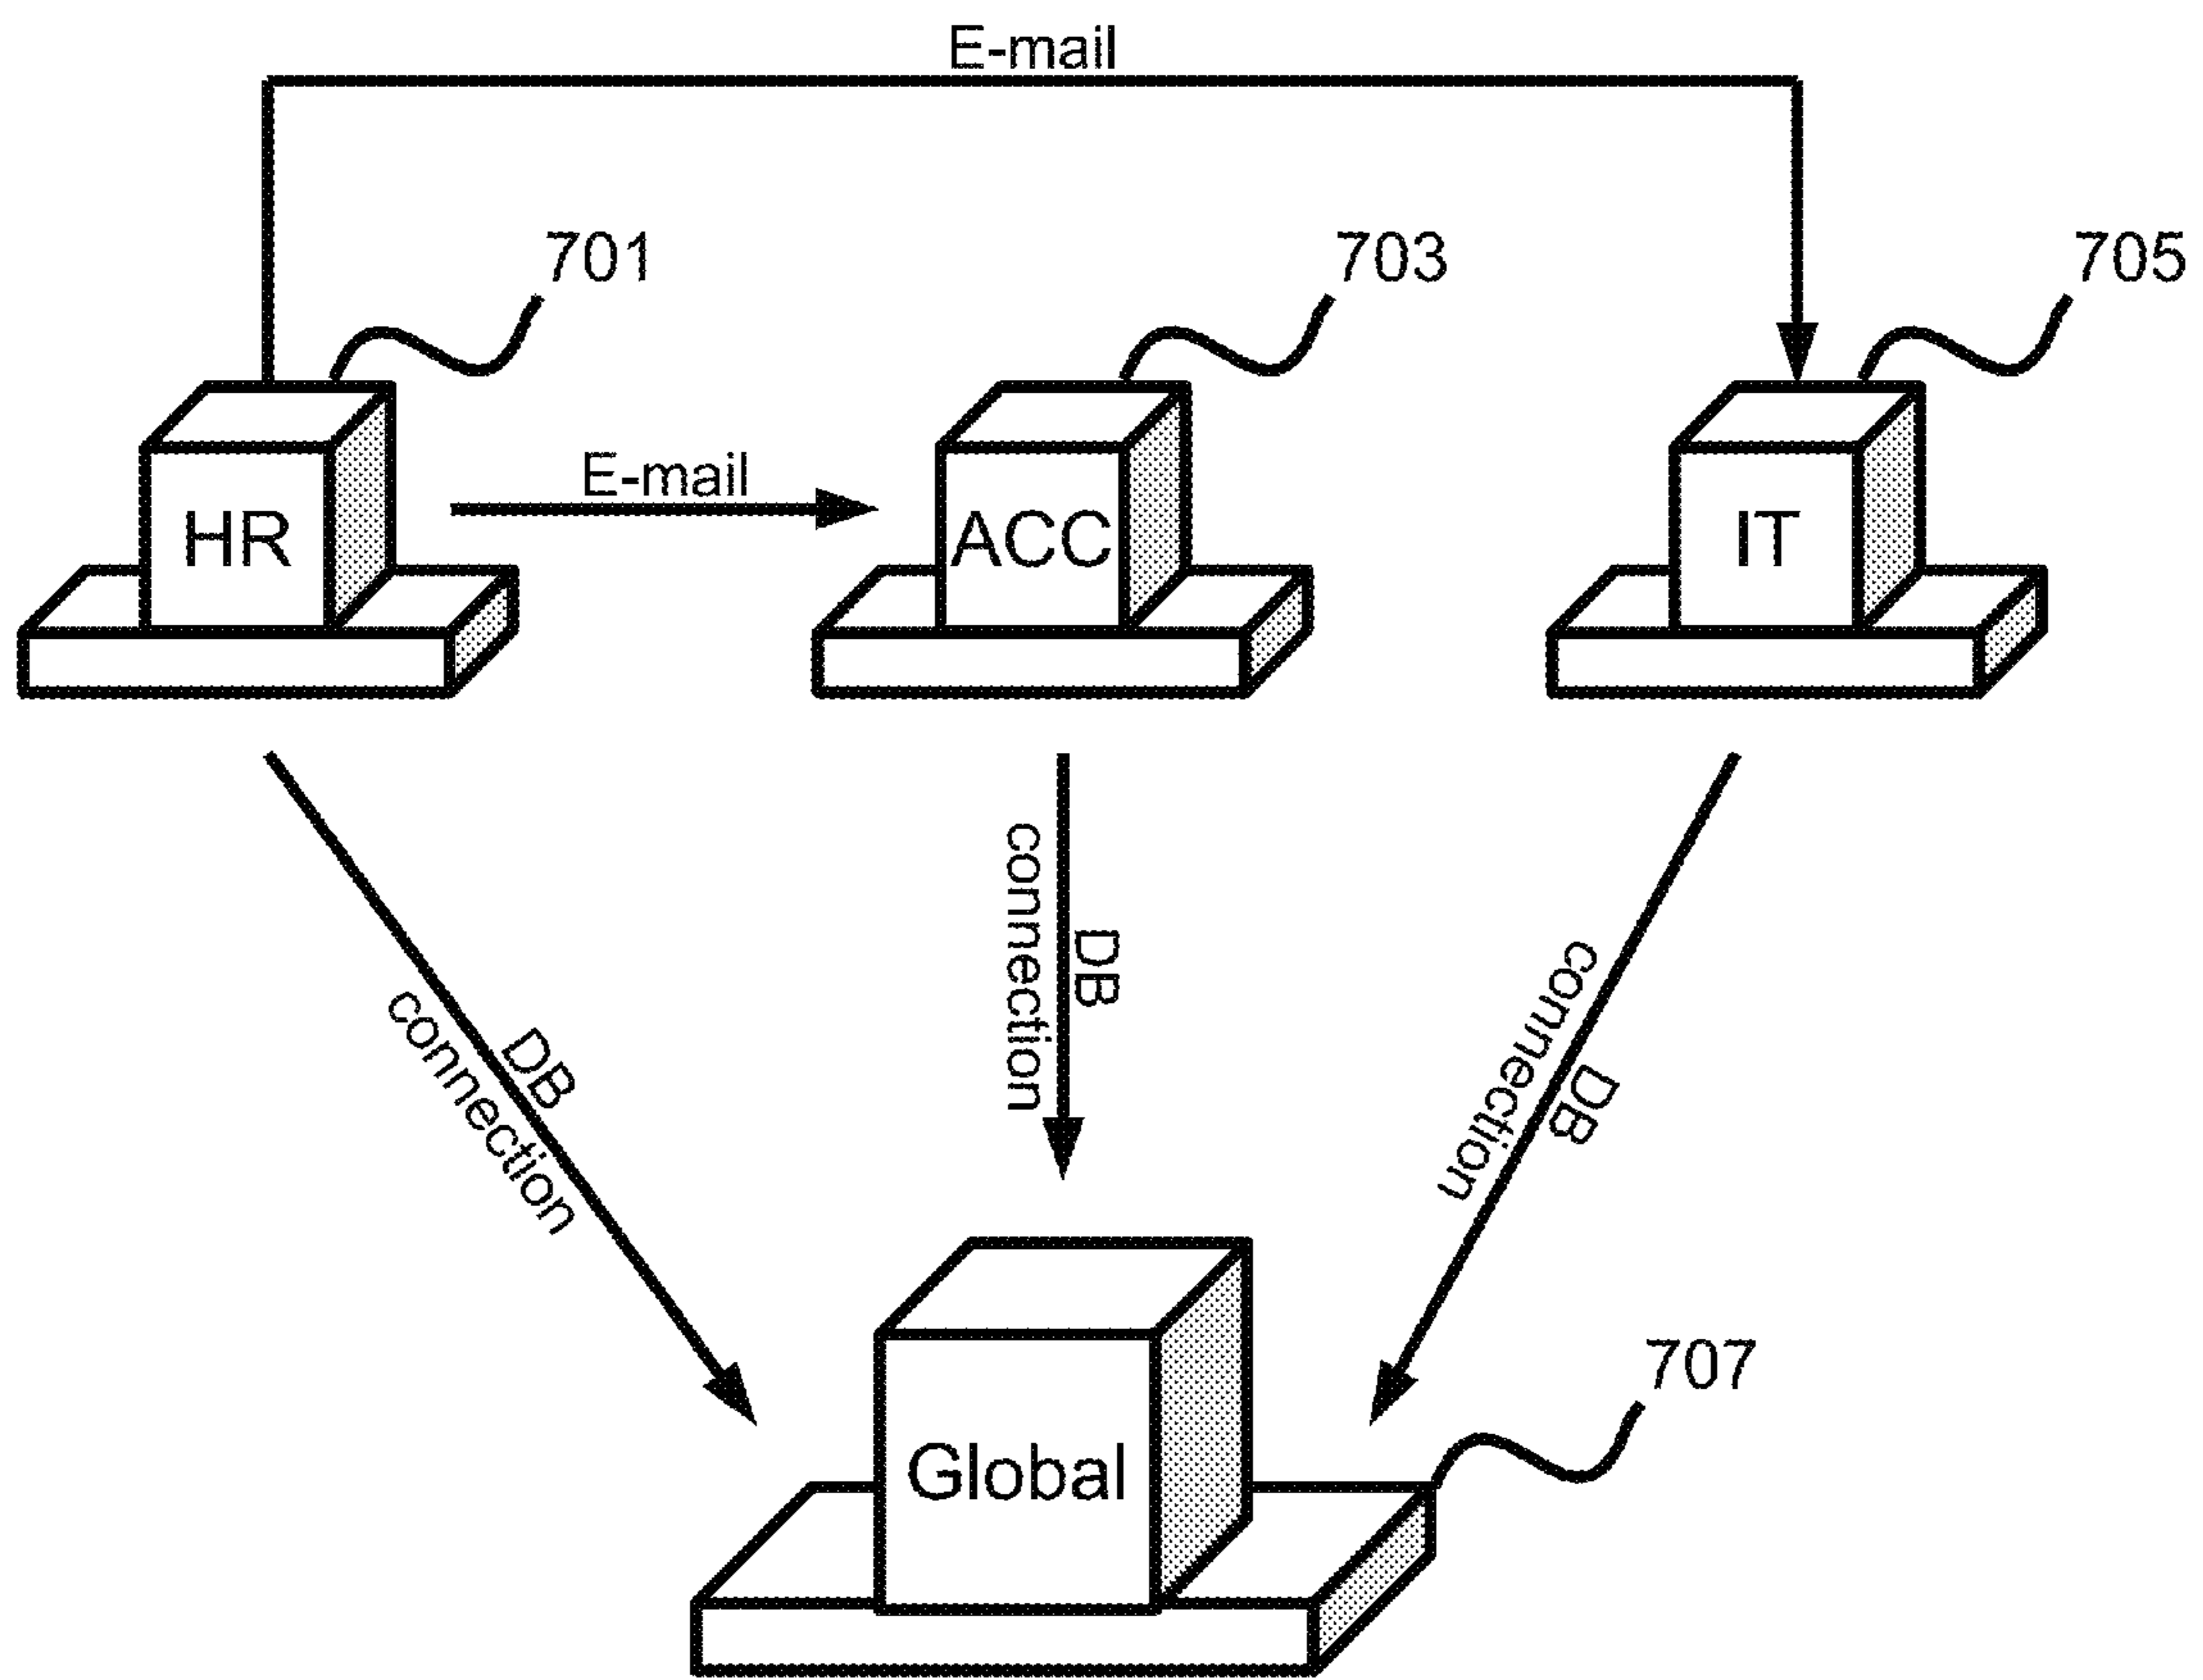 E-mail
701
703
705
E-mail
HR
ACC
IT
DB
connection
DB
connection
DB
connection
707
Global